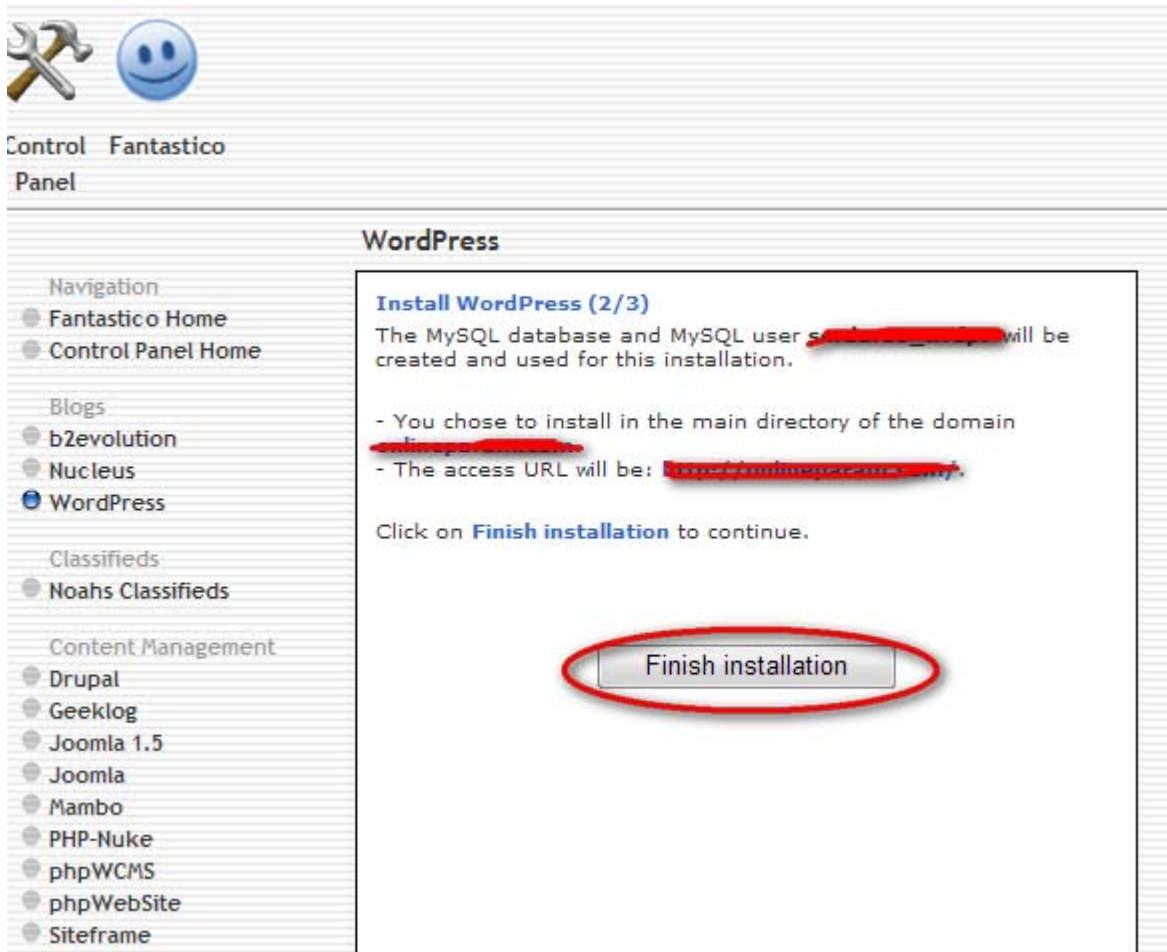 Control Fantastico
Panel
WordPress
Navigation
Fantastico Home
Control Panel Home
Blogs
b2evolution
Nucleus
WordPress
Classifieds
Noahs Classifieds
Content Management
Drupal
Geeklog
Joomla 1.5
Joomla
Mambo
PHP-Nuke
phpWCMS
phpWebSite
Siteframe
Install WordPress (2/3)
The MySQL database and MySQL user will be
created and used for this installation.
- You chose to install in the main directory of the domain
- The access URL will be:
Click on Finish installation to continue.
Finish installation